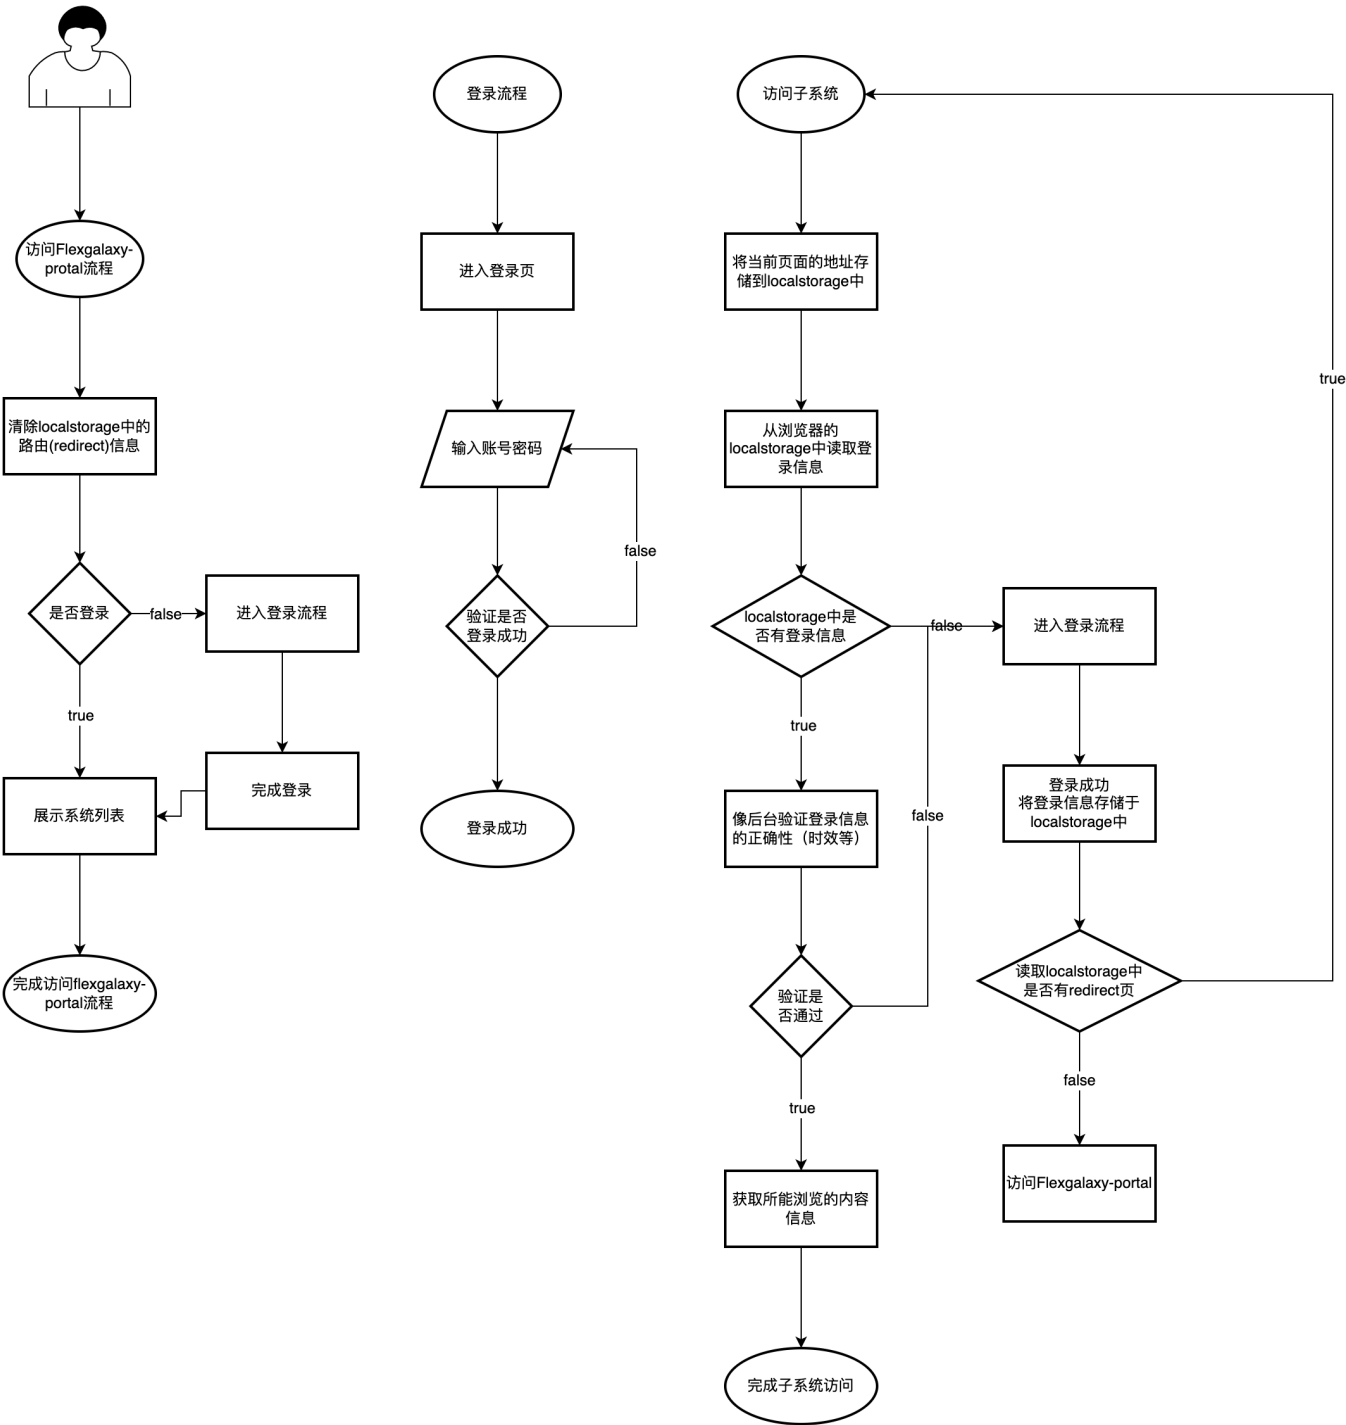 访问Flexgalaxy-
protal流程
清除localstorage中的
路由(redirect)信息
是否登录
false
进入登录流程
true
完成登录
展示系统列表
完成访问flexgalaxy-
portal流程
登录流程
进入登录页
输入账号密码
false
验证是否
登录成功
登录成功
访问子系统
将当前页面的地址存
储到localstorage中
从浏览器的
localstorage中读取登
录信息
localstorage中是
否有登录信息
false
进入登录流程
true
像后台验证登录信息
的正确性（时效等）
false
验证是
否通过
true
获取所能浏览的内容
信息
完成子系统访问
登录成功
将登录信息存储于
localstorage中
读取localstorage中
是否有redirect页
true
false
访问Flexgalaxy-portal